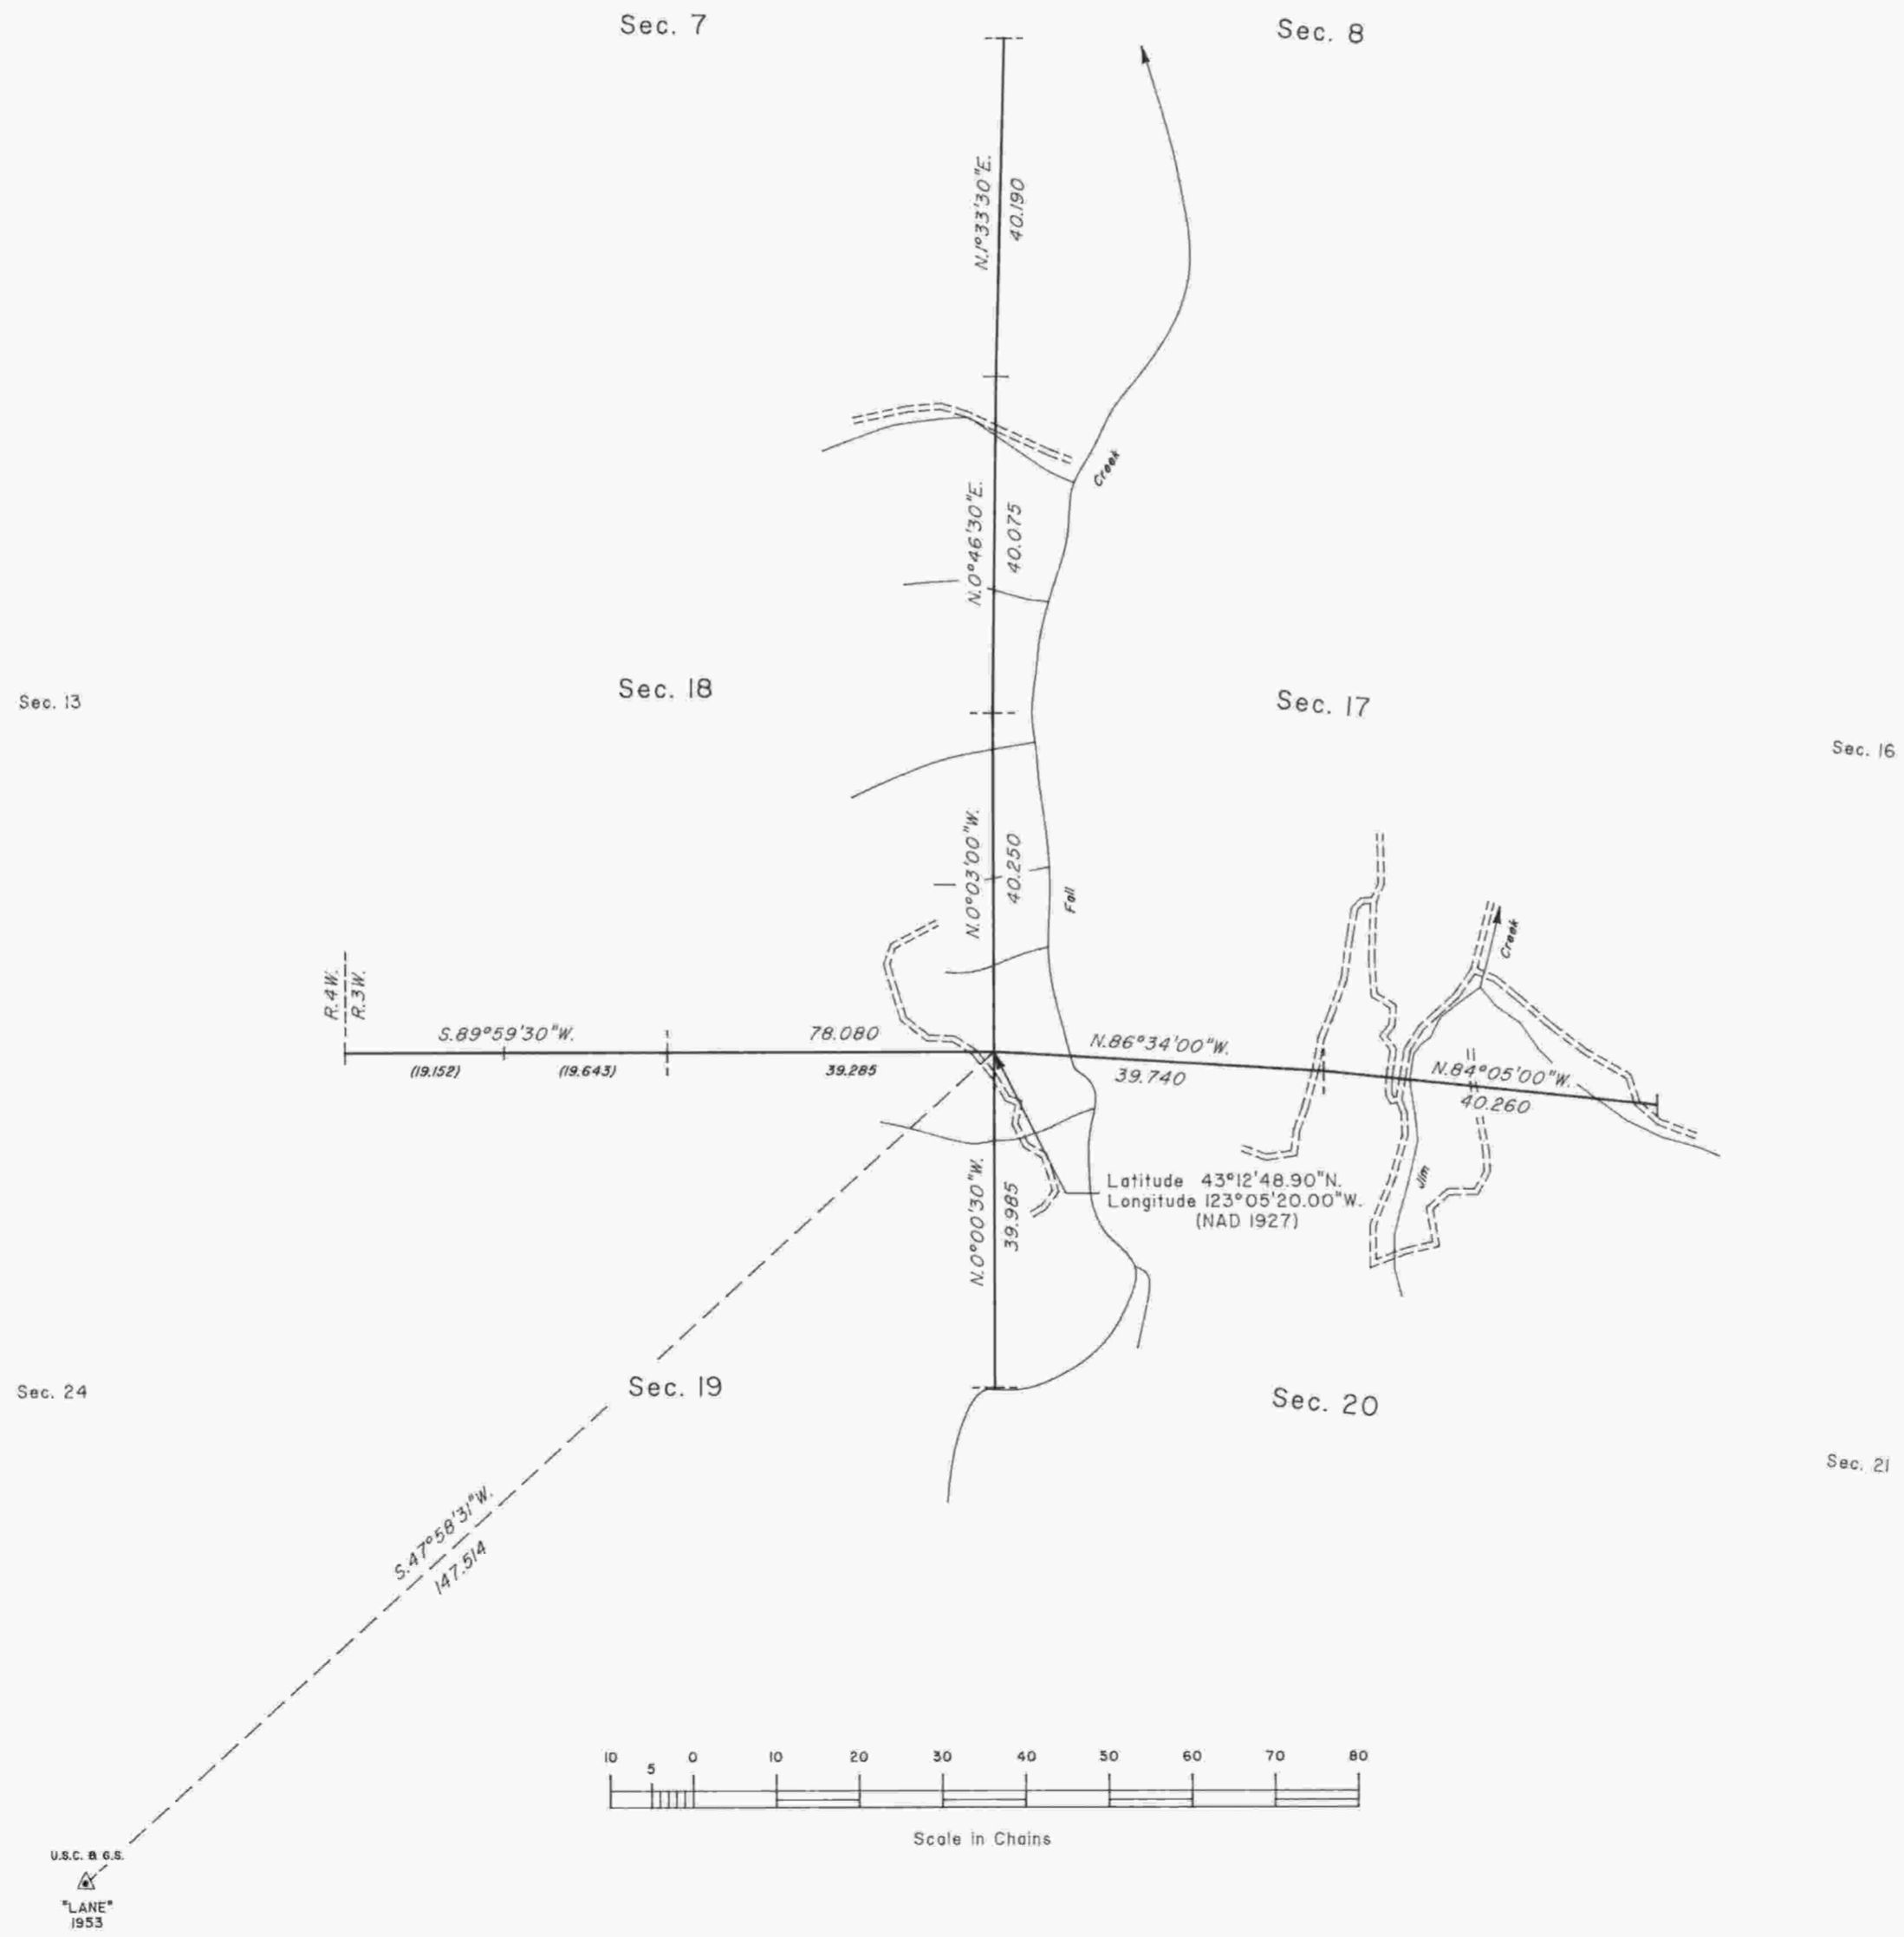 Sec. 7
Sec. 8
N.1°33'30"E.
40.190
Creek
N.0°46'30"E.
40.075
Sec. 13
Sec. 18
Sec. 17
Sec. 16
N.0°03'00"W.
40.250
Fall
Creek
R.4W.
R.3W.
S.89°59'30"W.
78.080
(19.152)
(19.643)
39.285
N.86°34'00"W.
39.740
N.84°05'00"W.
40.260
Jim
Latitude 43°12'48.90"N.
Longitude 123°05'20.00"W.
(NAD 1927)
N.0°00'30"W.
39.985
Sec. 24
Sec. 19
Sec. 20
Sec. 21
S.47°58'31"W.
147.514
10 5 0 10 20 30 40 50 60 70 80
Scale in Chains
U.S.C. & G.S.
"LANE"
1953